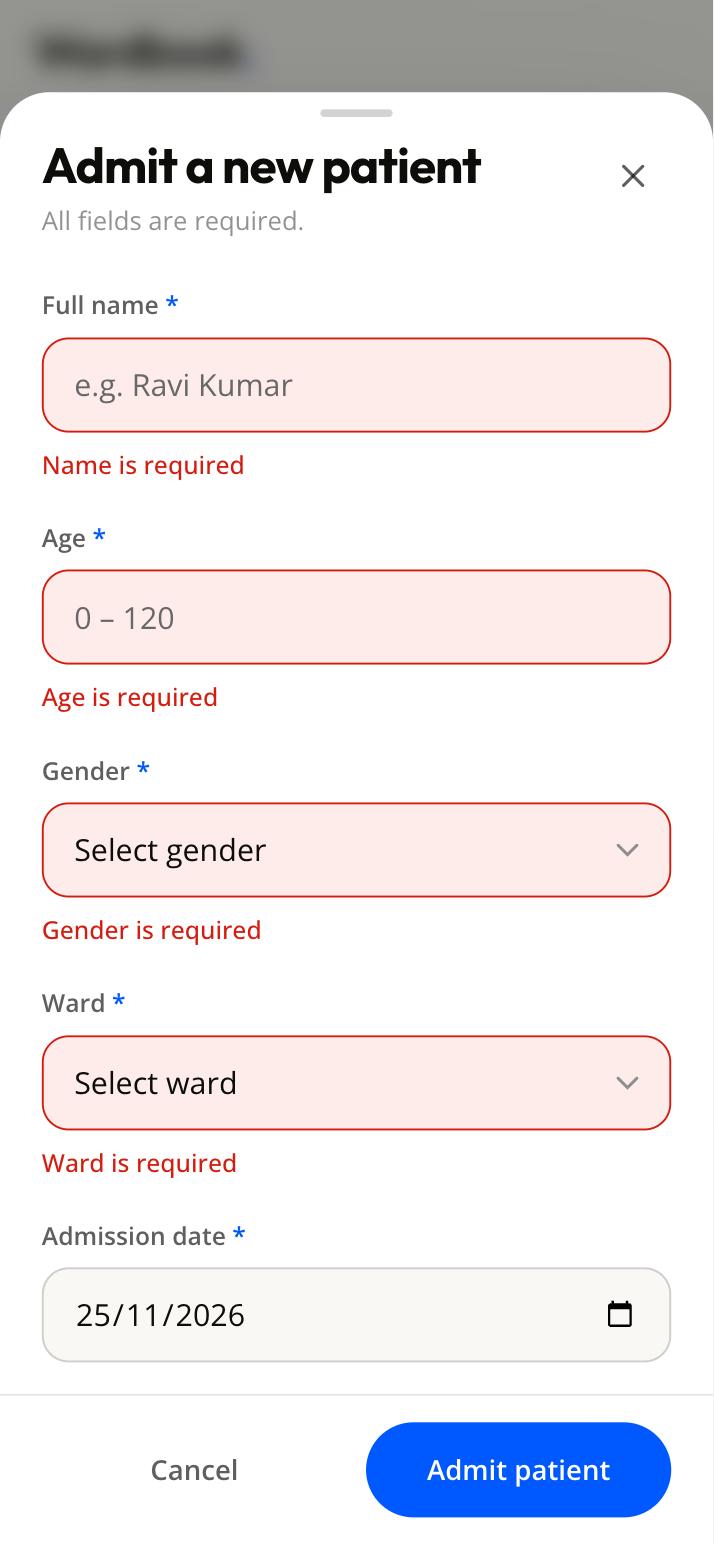 Admit a new patient
All fields are required.
Full name *
e.g. Ravi Kumar
Name is required
Age *
0 – 120
Age is required
Gender *
Select gender
Gender is required
Ward *
Select ward
Ward is required
Admission date *
25/11/2026
Cancel
Admit patient